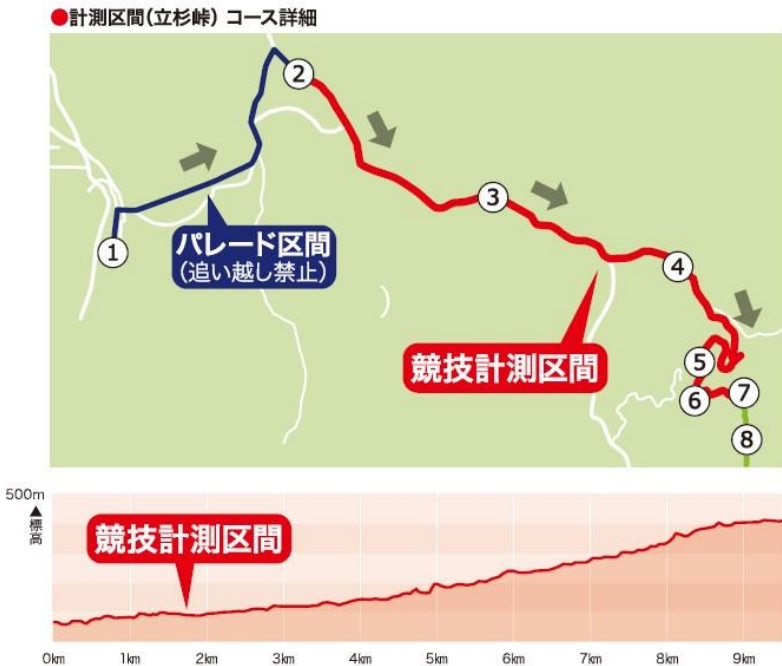 ●計測区間(立杉峠) コース詳細
②
③
①
パレード区間
(追い越し禁止)
④
競技計測区間
⑤
⑥
⑦
⑧
500m
▲標高
競技計測区間
0km 1km 2km 3km 4km 5km 6km 7km 8km 9km